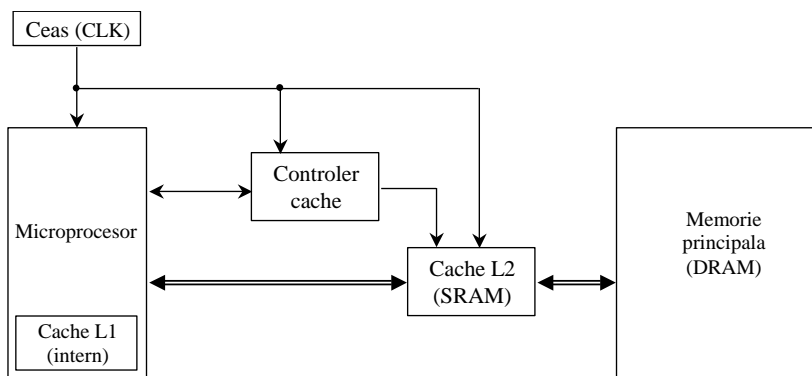 Ceas (CLK)
Controler
cache
Microprocesor
Memorie
principala
(DRAM)
Cache L2
(SRAM)
Cache L1
(intern)